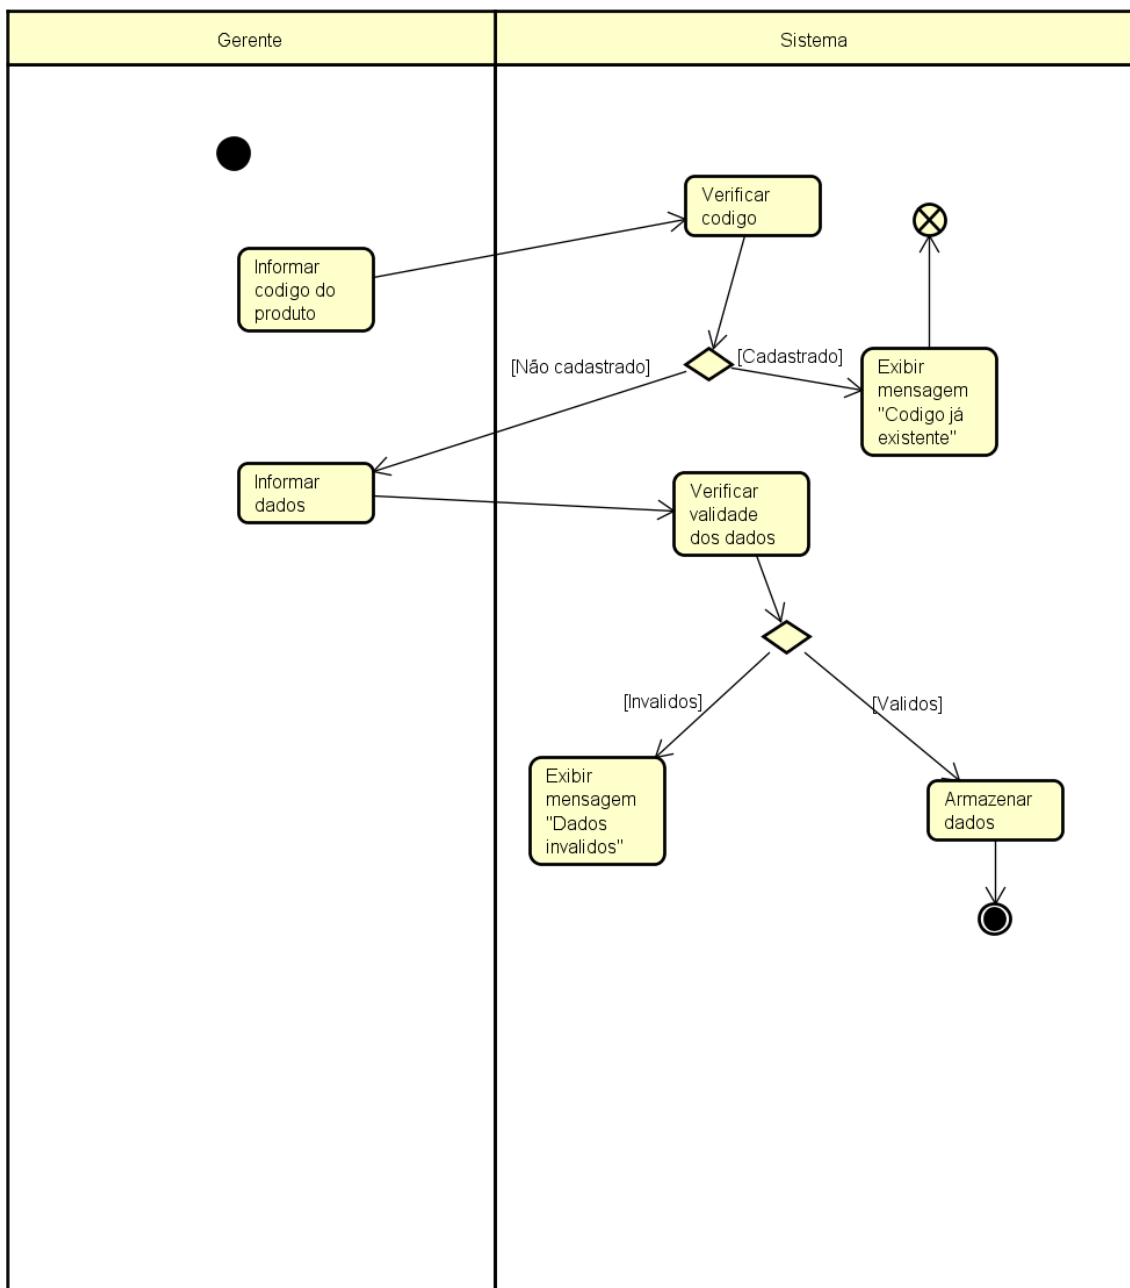 Gerente
Sistema
Verificar
codigo
Informar
codigo do
produto
[Não cadastrado]
[Cadastrado]
Exibir
mensagem
"Codigo já
existente"
Informar
dados
Verificar
validade
dos dados
[Invalidos]
[Validos]
Exibir
mensagem
"Dados
invalidos"
Armazenar
dados